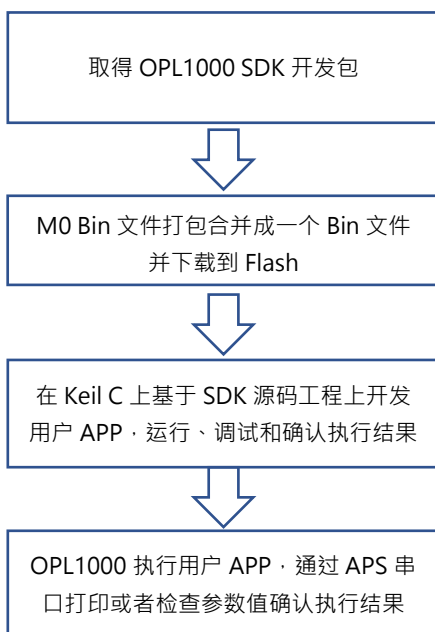 取得 OPL1000 SDK 开发包
M0 Bin 文件打包合并成一个 Bin 文件
并下载到 Flash
在 Keil C 上基于 SDK 源码工程上开发
用户 APP，运行、调试和确认执行结果
OPL1000 执行用户 APP，通过 APS 串
口打印或者检查参数值确认执行结果